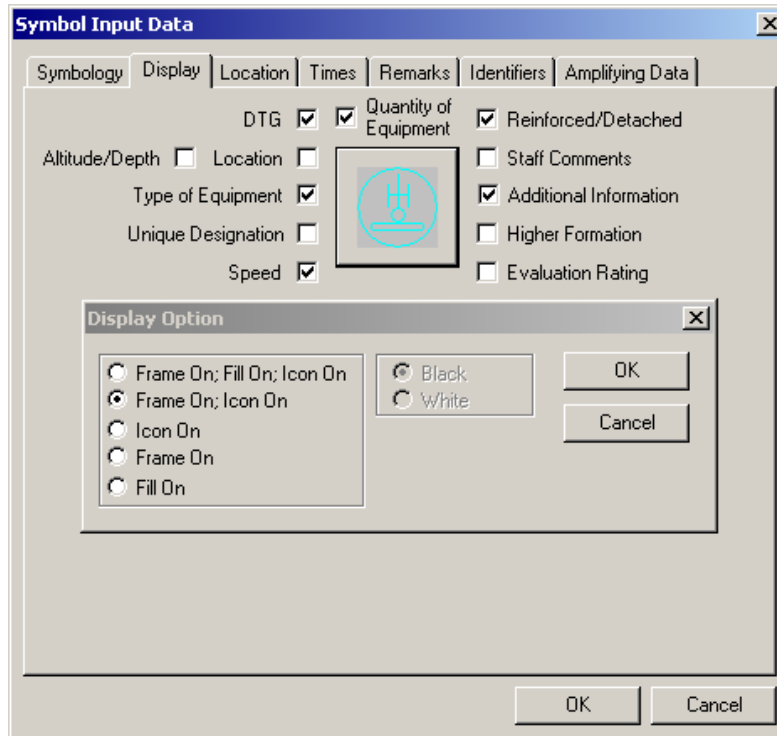 Symbol Input Data
Symbology Display Location Times Remarks Identifiers Amplifying Data
DTG Quantity of Reinforced/Detached
Equipment
Altitude/Depth Location Staff Comments
Type of Equipment Additional Information
Unique Designation Higher Formation
Speed Evaluation Rating
Display Option
Frame On; Fill On; Icon On Black OK
Frame On; Icon On White
Icon On Cancel
Frame On
Fill On
OK Cancel